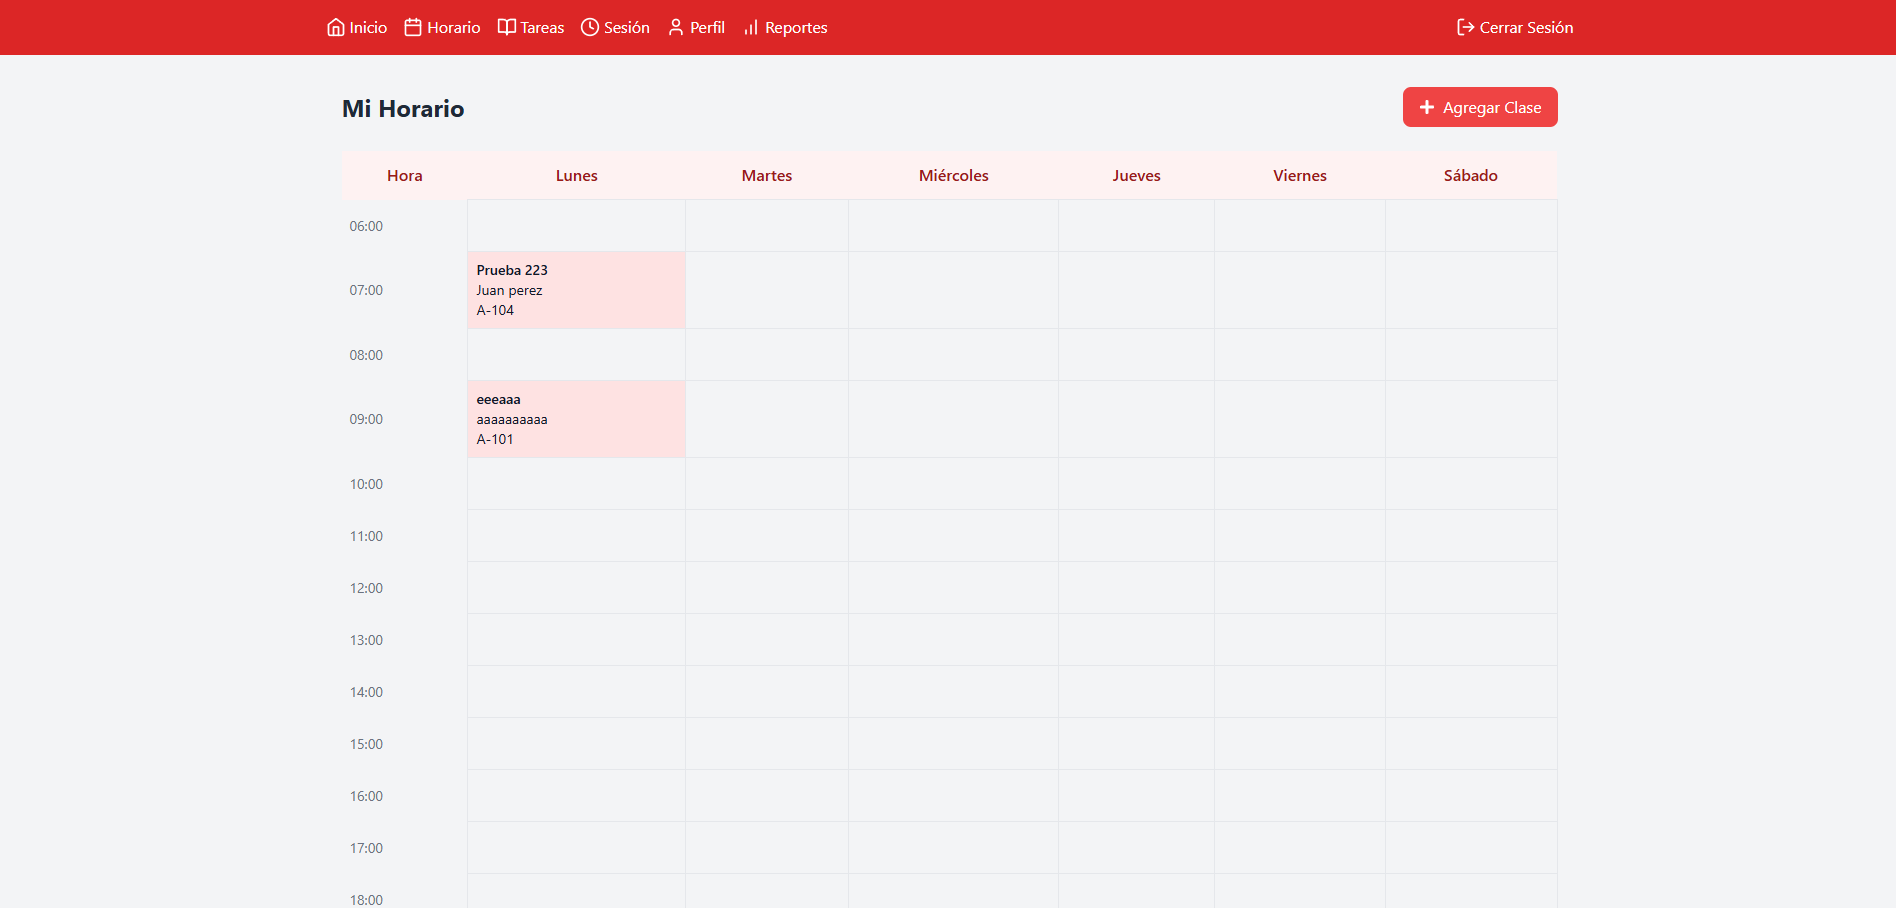 Inicio Horario Tareas Sesión Perfil Reportes Cerrar Sesión
Mi Horario
Agregar Clase
Hora Lunes Martes Miércoles Jueves Viernes Sábado
06:00
07:00
Prueba 223
Juan perez
A-104
08:00
09:00
eeeaaa
aaaaaaaaaa
A-101
10:00
11:00
12:00
13:00
14:00
15:00
16:00
17:00
18:00